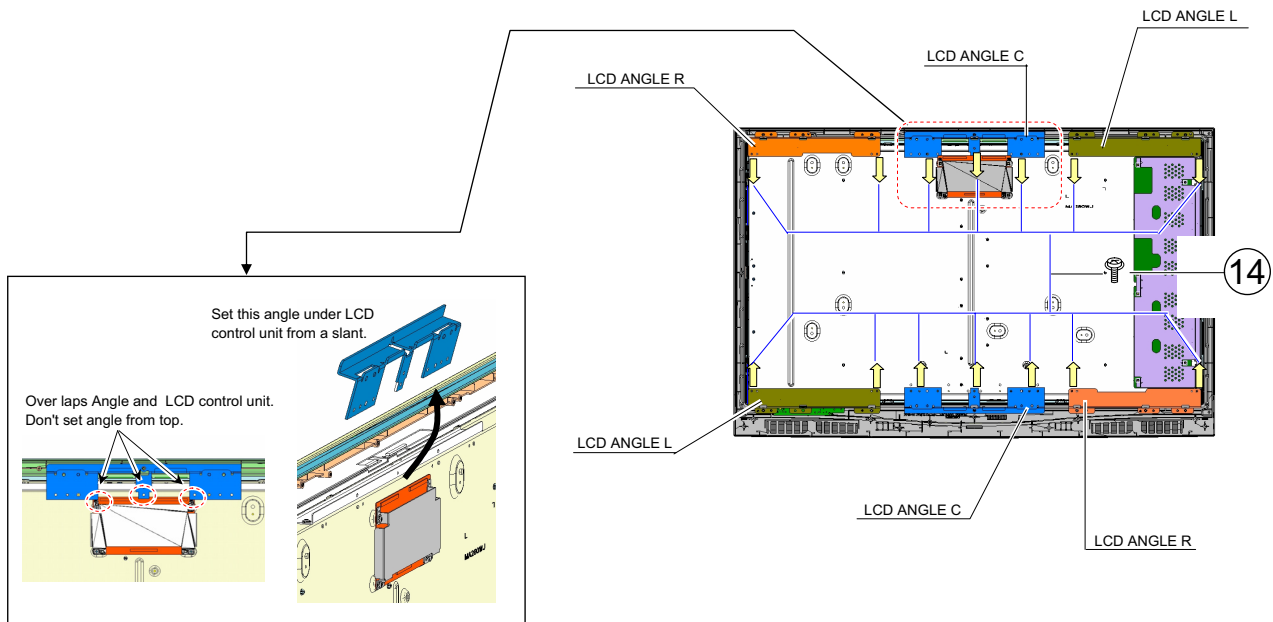 LCD ANGLE L
LCD ANGLE C
LCD ANGLE R
L
14
Set this angle under LCD
control unit from a slant.
Over laps Angle and LCD control unit.
Don't set angle from top.
L
LCD ANGLE L
LCD ANGLE C
LCD ANGLE R